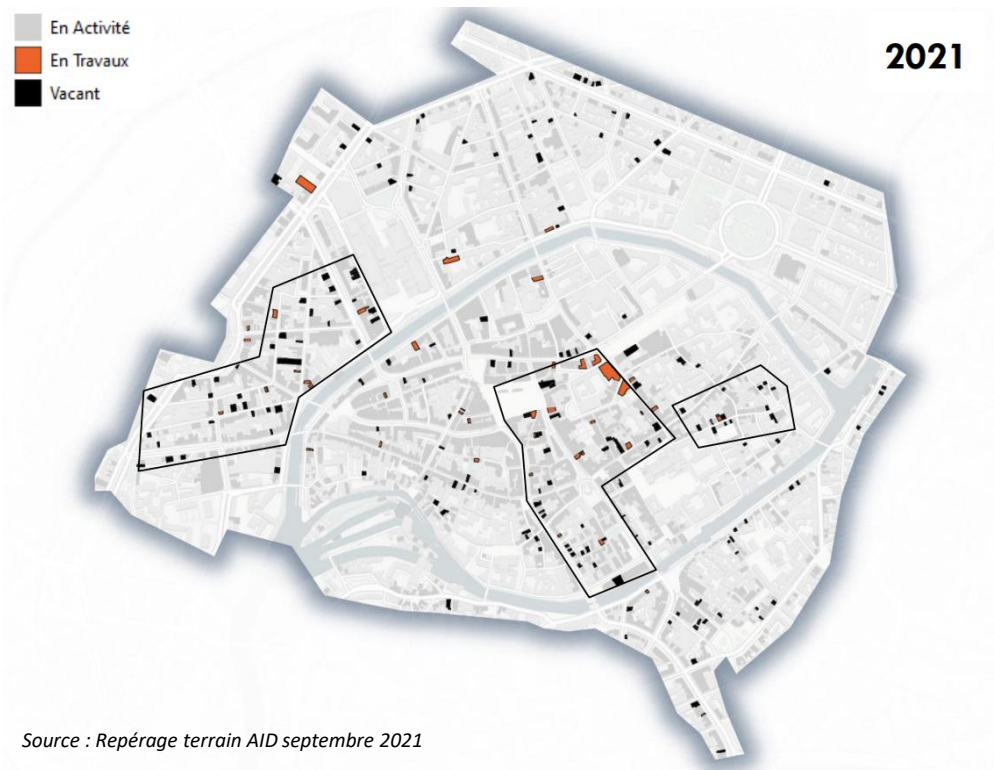 En Activité
En Travaux
Vacant
2021
Source : Repérage terrain AID septembre 2021